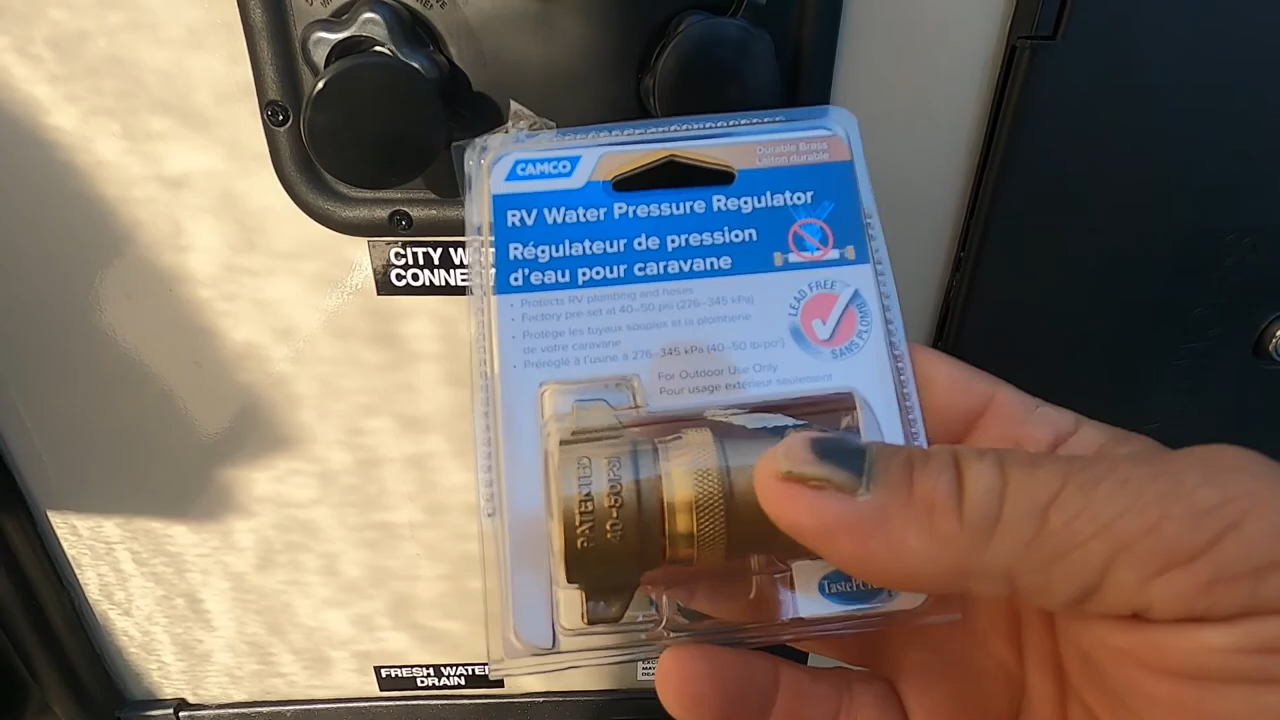 CITY
CONNE
CAMCO
Durable Brass
Laiton durable
RV Water Pressure Regulator
Régulateur de pression
d'eau pour caravane
• Protects RV plumbing and hoses
• Factory pre-set at 40–50 psi (276–345 kPa)
• Protège les tuyaux souples et la plomberie
de votre caravane
• Préréglé à l'usine à 276–345 kPa (40–50 lb/po²)
LEAD FREE
SANS PLOMB
For Outdoor Use Only
Pour usage extérieur seulement
PATENTED
40-50PSI
FRESH WATER
DRAIN